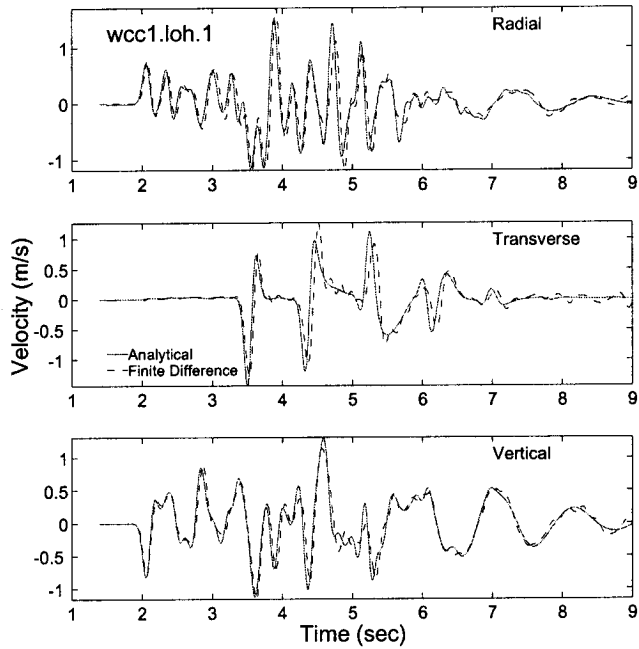 wcc1.loh.1
Radial
1
0
-1
1 2 3 4 5 6 7 8 9
Transverse
1
0.5
0
-0.5
-1
Analytical
Finite Difference
1 2 3 4 5 6 7 8 9
Velocity (m/s)
Vertical
1
0.5
0
-0.5
-1
1 2 3 4 5 6 7 8 9
Time (sec)